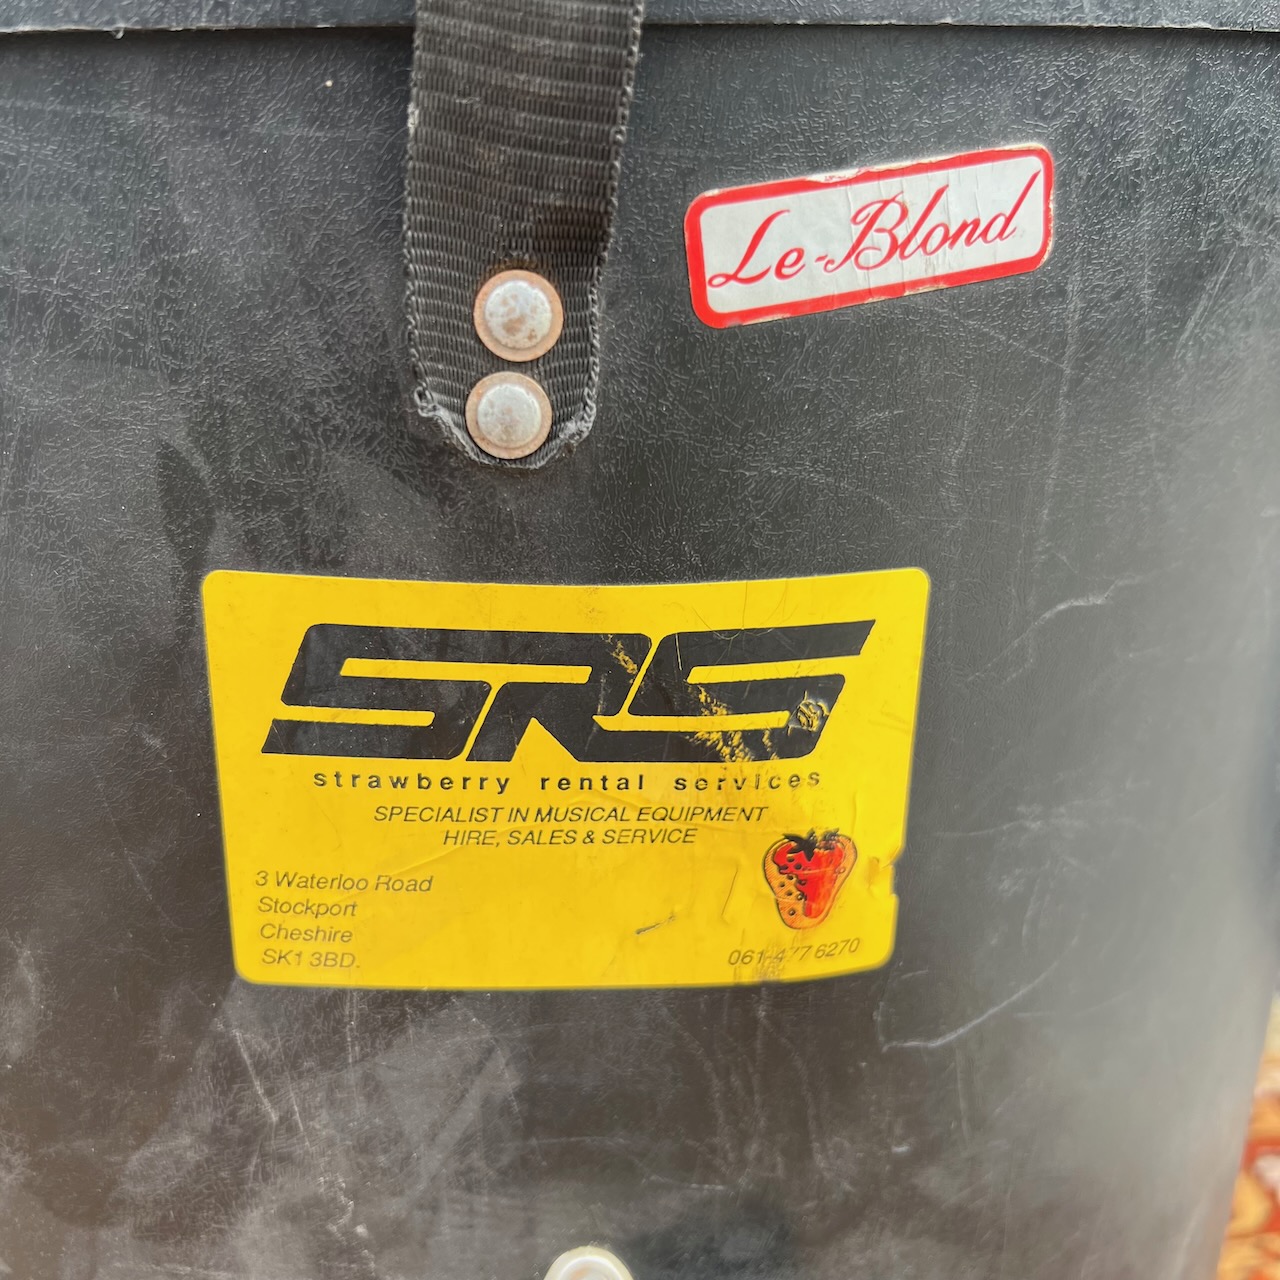 Le-Blond
SRS
strawberry rental services
SPECIALIST IN MUSICAL EQUIPMENT
HIRE, SALES & SERVICE
3 Waterloo Road
Stockport
Cheshire
SK1 3BD.
061-477 6270